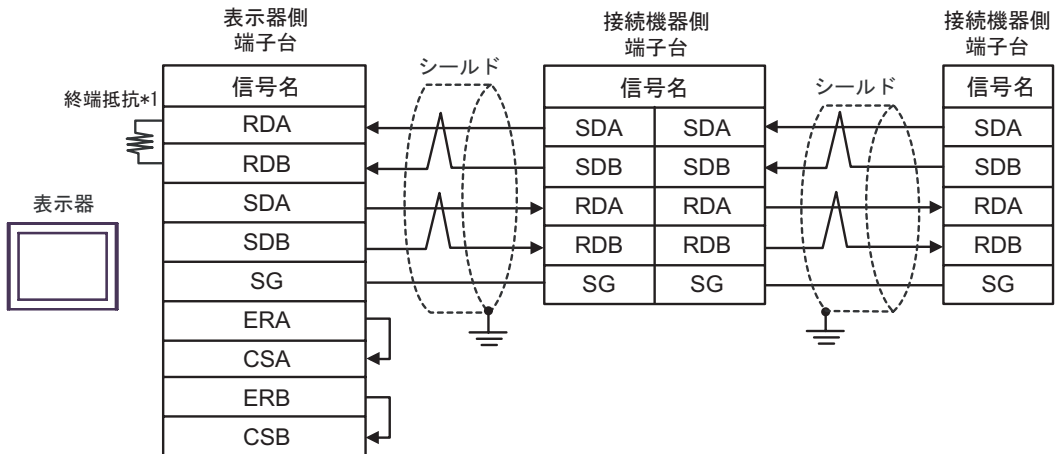 表示器側
端子台
接続機器側
端子台
接続機器側
端子台
シールド
シールド
終端抵抗*1
表示器
信号名
RDA
RDB
SDA
SDB
SG
ERA
CSA
ERB
CSB
信号名
SDA SDA
SDB SDB
RDA RDA
RDB RDB
SG SG
信号名
SDA
SDB
RDA
RDB
SG